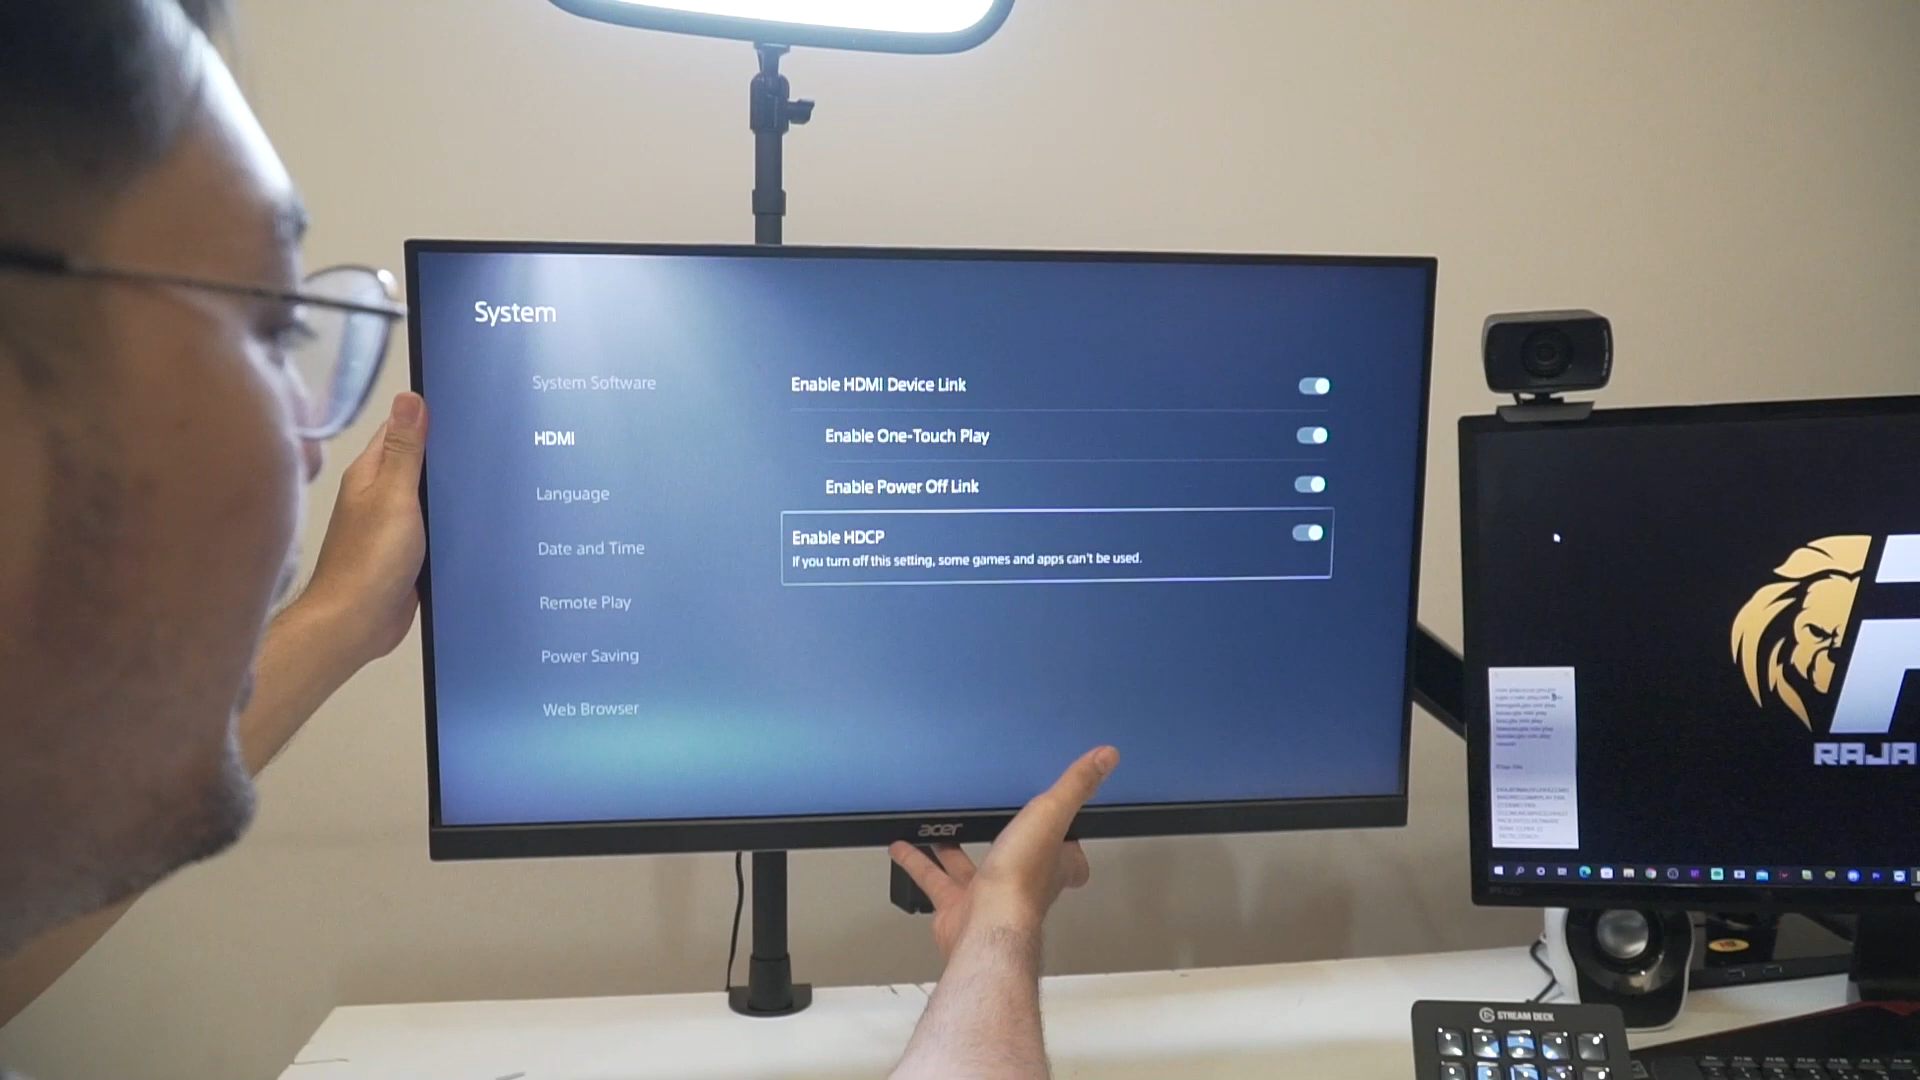 System
System Software
HDMI
Language
Date and Time
Remote Play
Power Saving
Web Browser
Enable HDMI Device Link
Enable One-Touch Play
Enable Power Off Link
Enable HDCP
If you turn off this setting, some games and apps can't be used.
acer
RAJA
STREAM DECK